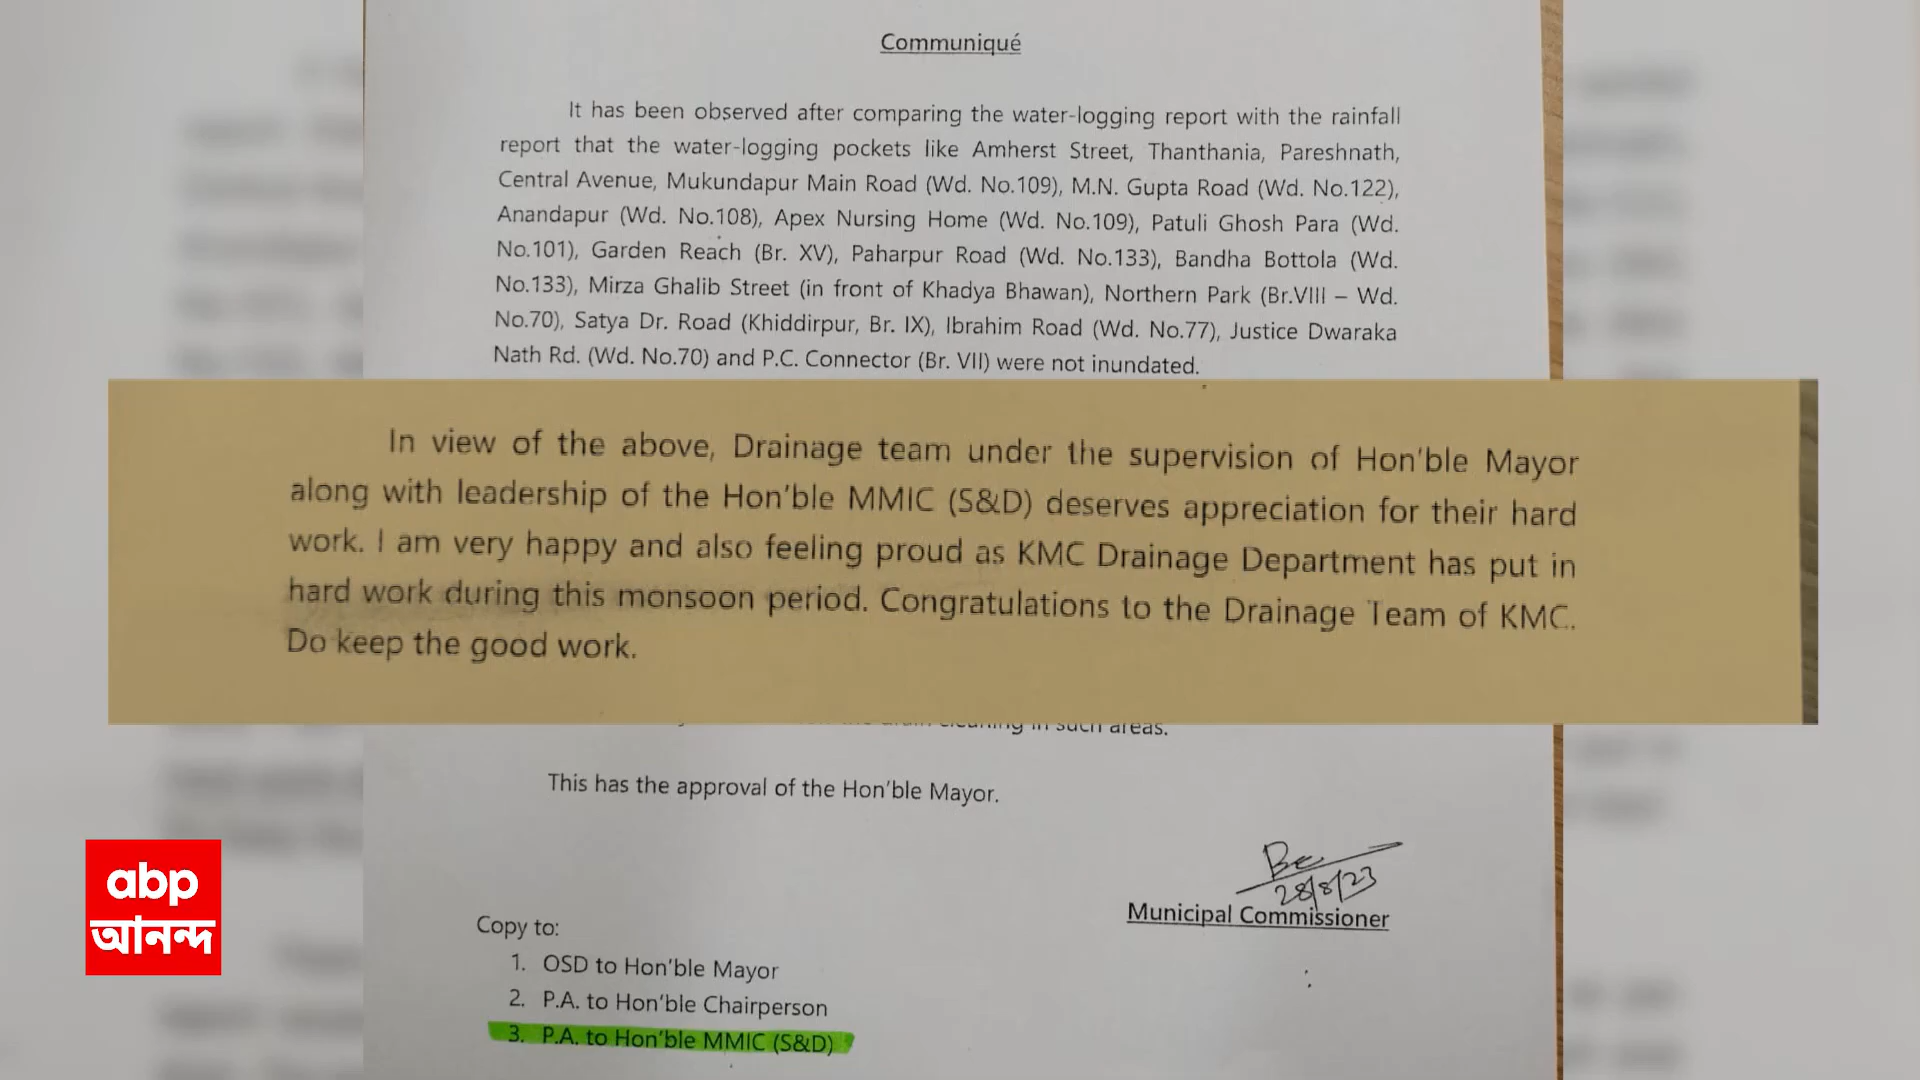 Communiqué
It has been observed after comparing the water-logging report with the rainfall
report that the water-logging pockets like Amherst Street, Thanthania, Pareshnath,
Central Avenue, Mukundapur Main Road (Wd. No.109), M.N. Gupta Road (Wd. No.122),
Anandapur (Wd. No.108), Apex Nursing Home (Wd. No.109), Patuli Ghosh Para (Wd.
No.101), Garden Reach (Br. XV), Paharpur Road (Wd. No.133), Bandha Bottola (Wd.
No.133), Mirza Ghalib Street (in front of Khadya Bhawan), Northern Park (Br.VIII – Wd.
No.70), Satya Dr. Road (Khiddirpur, Br. IX), Ibrahim Road (Wd. No.77), Justice Dwaraka
Nath Rd. (Wd. No.70) and P.C. Connector (Br. VII) were not inundated.
In view of the above, Drainage team under the supervision of Hon'ble Mayor
along with leadership of the Hon'ble MMIC (S&D) deserves appreciation for their hard
work. I am very happy and also feeling proud as KMC Drainage Department has put in
hard work during this monsoon period. Congratulations to the Drainage Team of KMC.
Do keep the good work.
cleaning in such areas.
This has the approval of the Hon'ble Mayor.
28/8/23
Municipal Commissioner
Copy to:
1. OSD to Hon'ble Mayor
2. P.A. to Hon'ble Chairperson
3. P.A. to Hon'ble MMIC (S&D)
abp
আনন্দ